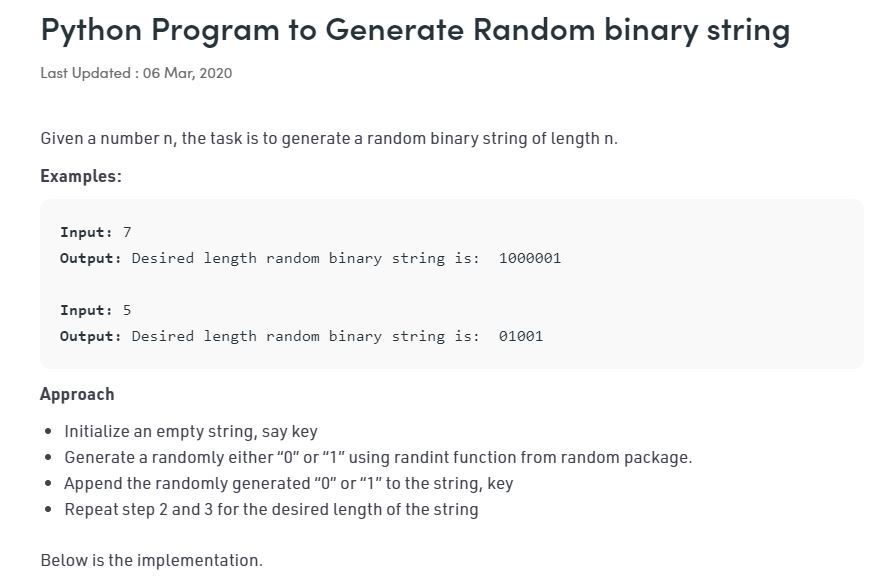 Python Program to Generate Random binary string
Last Updated : 06 Mar, 2020
Given a number n, the task is to generate a random binary string of length n.
Examples:
Input: 7
Output: Desired length random binary string is:  1000001
Input: 5
Output: Desired length random binary string is:  01001
Approach
• Initialize an empty string, say key
• Generate a randomly either “0” or “1” using randint function from random package.
• Append the randomly generated “0” or “1” to the string, key
• Repeat step 2 and 3 for the desired length of the string
Below is the implementation.